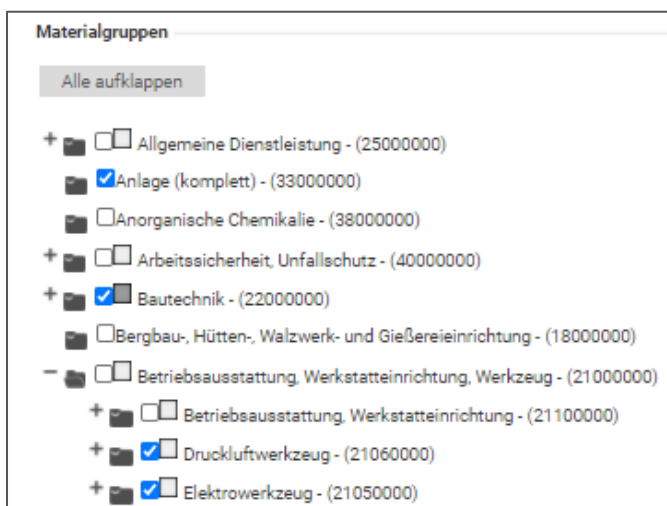 Materialgruppen
Alle aufklappen
Allgemeine Dienstleistung - (25000000)
Anlage (komplett) - (33000000)
Anorganische Chemikalie - (38000000)
Arbeitssicherheit, Unfallschutz - (40000000)
Bautechnik - (22000000)
Bergbau-, Hütten-, Walzwerk- und Gießereieinrichtung - (18000000)
Betriebsausstattung, Werkstatteinrichtung, Werkzeug - (21000000)
Betriebsausstattung, Werkstatteinrichtung - (21100000)
Druckluftwerkzeug - (21060000)
Elektrowerkzeug - (21050000)